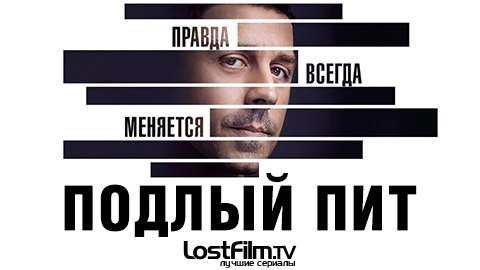 ПРАВДА
ВСЕГДА
МЕНЯЕТСЯ
ПОДЛЫЙ ПИТ
LOSTFILM.TV
лучшие сериалы